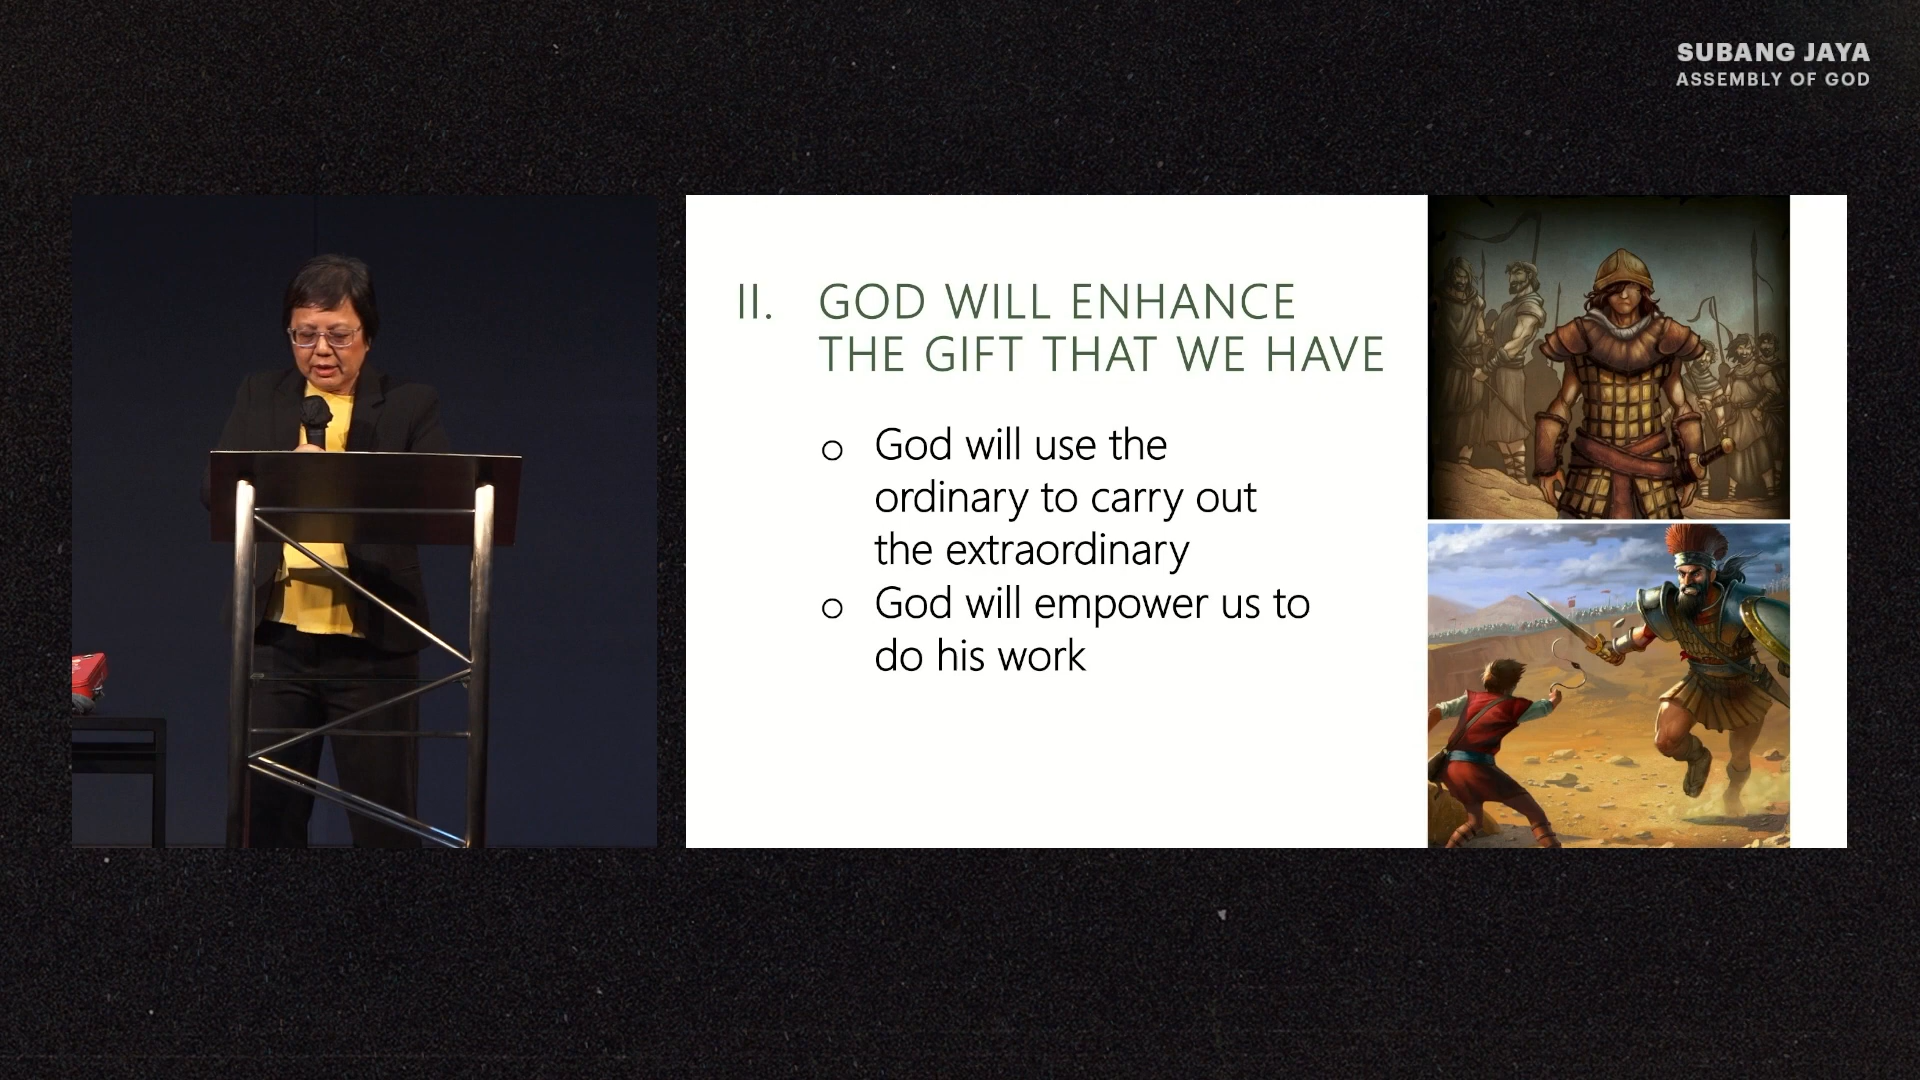 SUBANG JAYA
ASSEMBLY OF GOD
II. GOD WILL ENHANCE
THE GIFT THAT WE HAVE
o God will use the
ordinary to carry out
the extraordinary
o God will empower us to
do his work